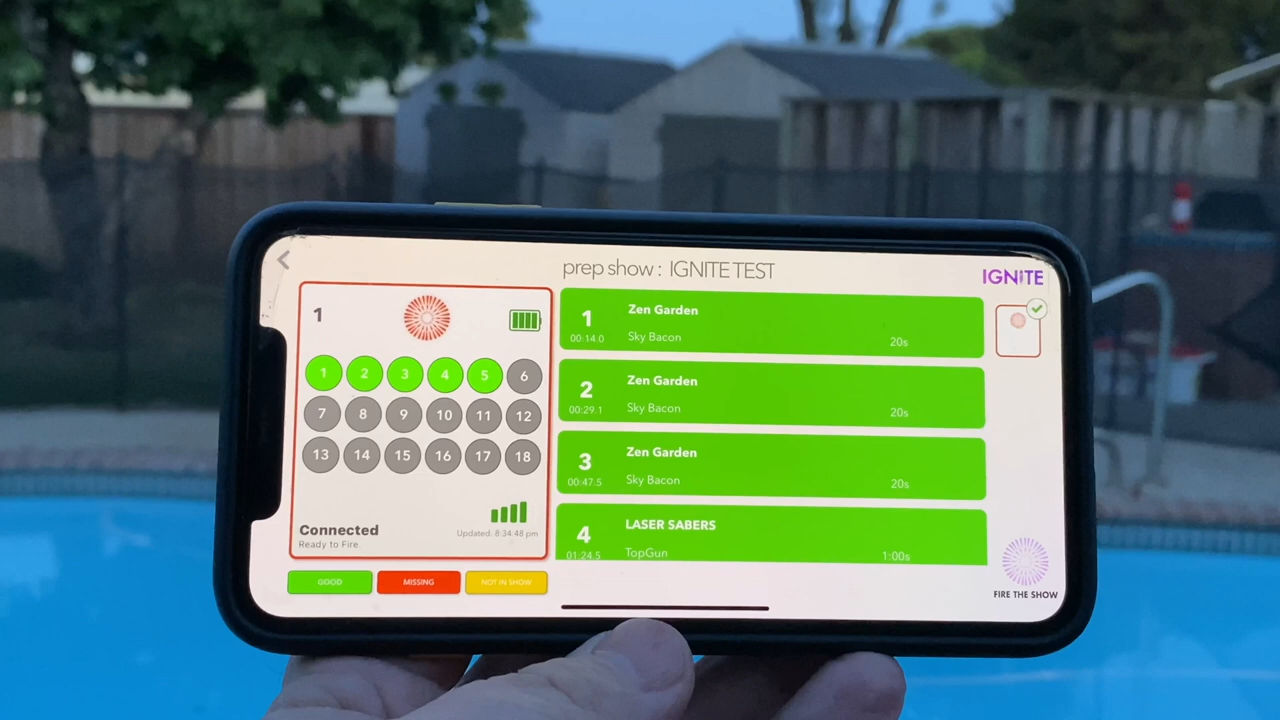 prep show : IGNITE TEST
IGNITE
1
1 2 3 4 5 6
7 8 9 10 11 12
13 14 15 16 17 18
Connected
Ready to Fire
Updated: 8:34:48 pm
GOOD
MISSING
NOT IN SHOW
1
00:14.0
Zen Garden
Sky Bacon
20s
2
00:29.1
Zen Garden
Sky Bacon
20s
3
00:47.5
Zen Garden
Sky Bacon
20s
4
01:24.5
LASER SABERS
TopGun
1:00s
FIRE THE SHOW